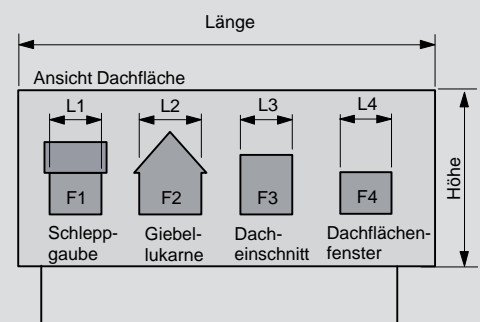 Länge
Ansicht Dachfläche
L1 L2 L3 L4
Höhe
F1 F2 F3 F4
Schlepp-
gaube
Giebel-
lukarne
Dach-
einschnitt
Dachflächen-
fenster